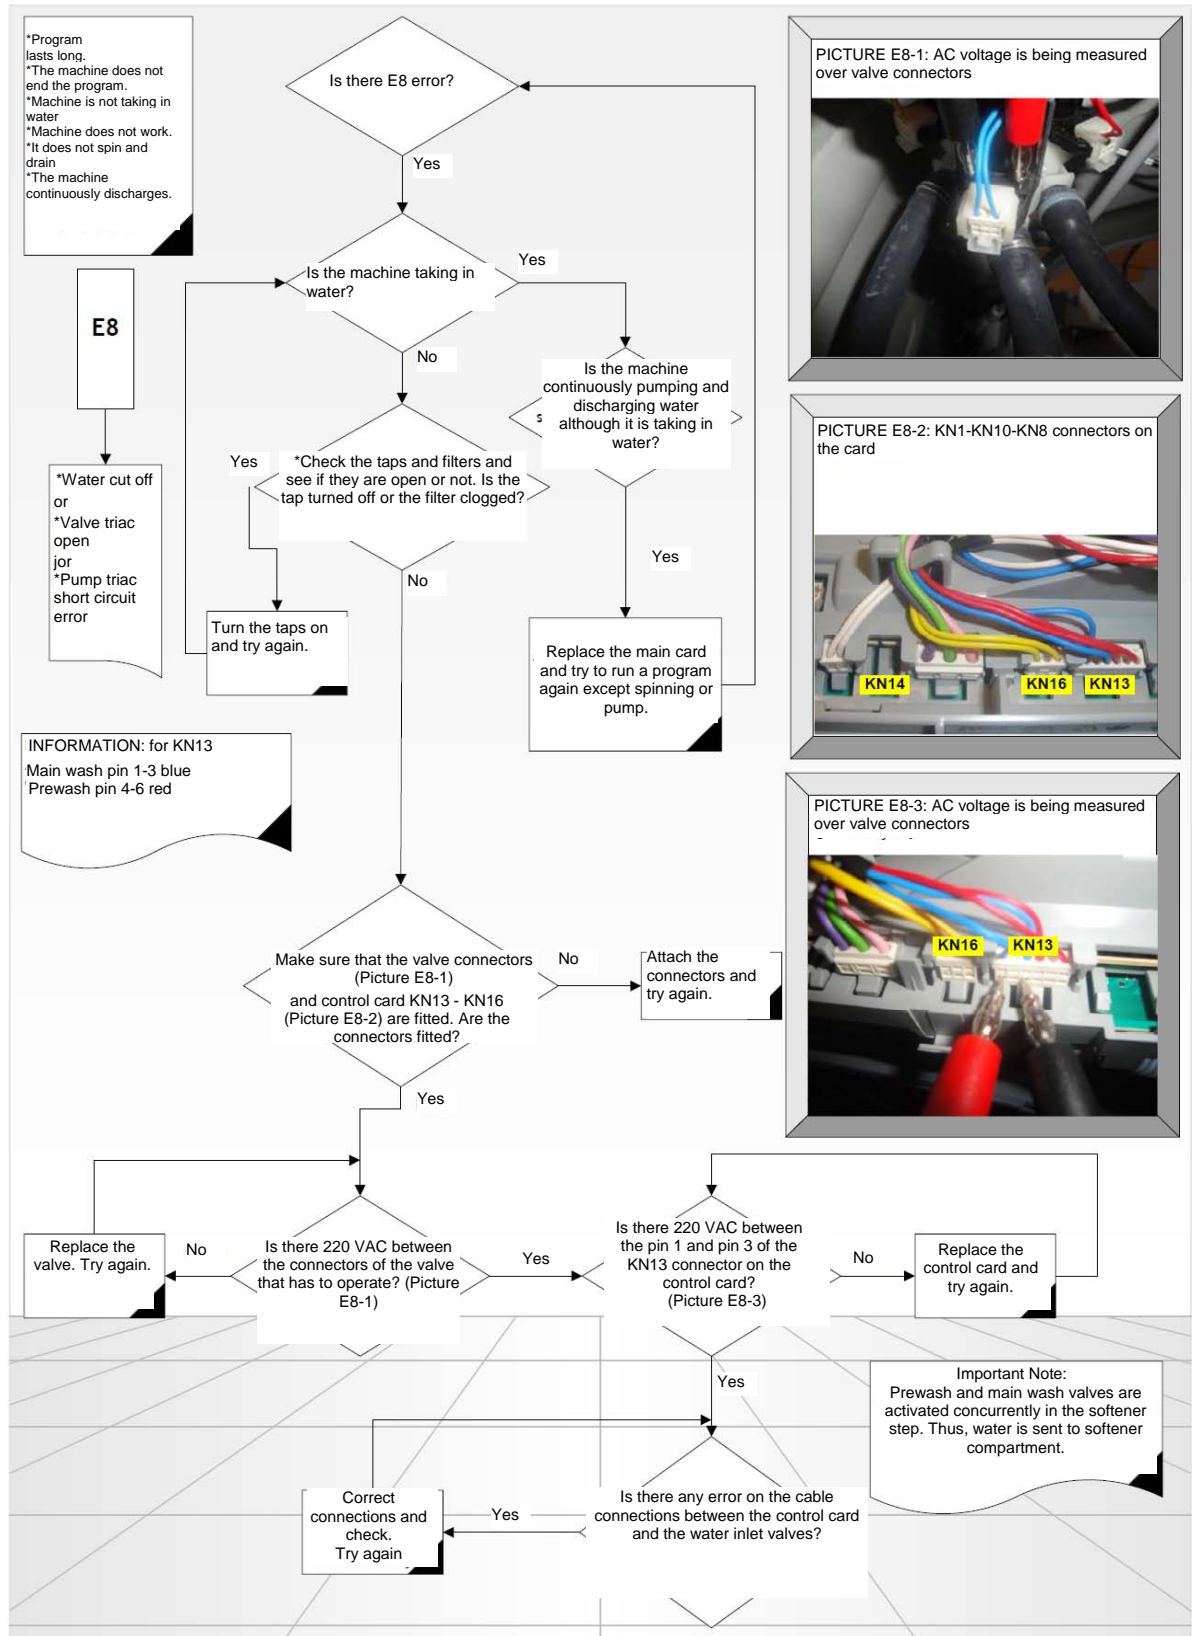 *Program
lasts long.
*The machine does not
end the program.
*Machine is not taking in
water
*Machine does not work.
*It does not spin and
drain
*The machine
continuously discharges.
E8
*Water cut off
or
*Valve triac
open
jor
*Pump triac
short circuit
error
Is there E8 error?
Yes
Is the machine taking in
water?
Yes
No
Is the machine
continuously pumping and
discharging water
although it is taking in
water?
s
Yes
*Check the taps and filters and
see if they are open or not. Is the
tap turned off or the filter clogged?
Yes
No
Turn the taps on
and try again.
Replace the main card
and try to run a program
again except spinning or
pump.
INFORMATION: for KN13
Main wash pin 1-3 blue
Prewash pin 4-6 red
PICTURE E8-1: AC voltage is being measured
over valve connectors
PICTURE E8-2: KN1-KN10-KN8 connectors on
the card
KN14
KN16
KN13
PICTURE E8-3: AC voltage is being measured
over valve connectors
KN16
KN13
Make sure that the valve connectors
(Picture E8-1)
and control card KN13 - KN16
(Picture E8-2) are fitted. Are the
connectors fitted?
No
Attach the
connectors and
try again.
Yes
Replace the
valve. Try again.
No
Is there 220 VAC between
the connectors of the valve
that has to operate? (Picture
E8-1)
Yes
Is there 220 VAC between
the pin 1 and pin 3 of the
KN13 connector on the
control card?
(Picture E8-3)
No
Replace the
control card and
try again.
Yes
Important Note:
Prewash and main wash valves are
activated concurrently in the softener
step. Thus, water is sent to softener
compartment.
Correct
connections and
check.
Try again
Yes
Is there any error on the cable
connections between the control card
and the water inlet valves?